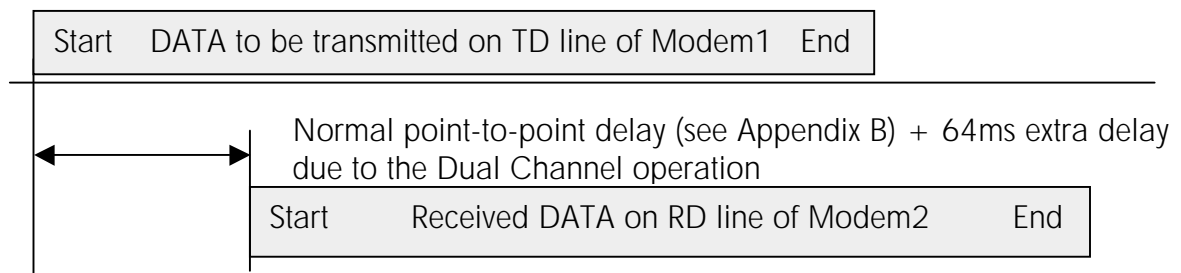 Start DATA to be transmitted on TD line of Modem1 End
Normal point-to-point delay (see Appendix B) + 64ms extra delay
due to the Dual Channel operation
Start Received DATA on RD line of Modem2 End